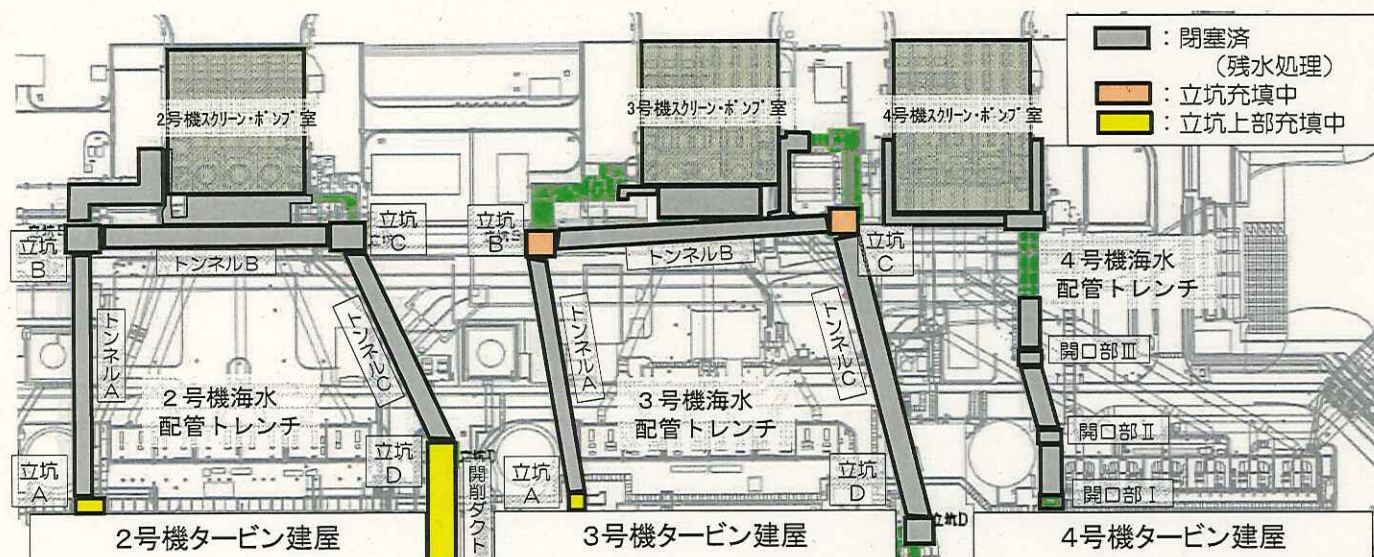 ：閉塞済
（残水処理）
：立坑充填中
：立坑上部充填中
2号機スクリーン・ポンプ室
3号機スクリーン・ポンプ室
4号機スクリーン・ポンプ室
立坑
B
トンネルB
立坑
C
立坑
B
トンネルB
立坑
C
トンネルA
トンネルC
トンネルA
トンネルC
2号機海水
配管トレンチ
3号機海水
配管トレンチ
4号機海水
配管トレンチ
開口部Ⅲ
開口部Ⅱ
開口部Ⅰ
立坑
A
立坑
D
開削ダクト
立坑
A
立坑
D
立坑D
2号機タービン建屋
3号機タービン建屋
4号機タービン建屋